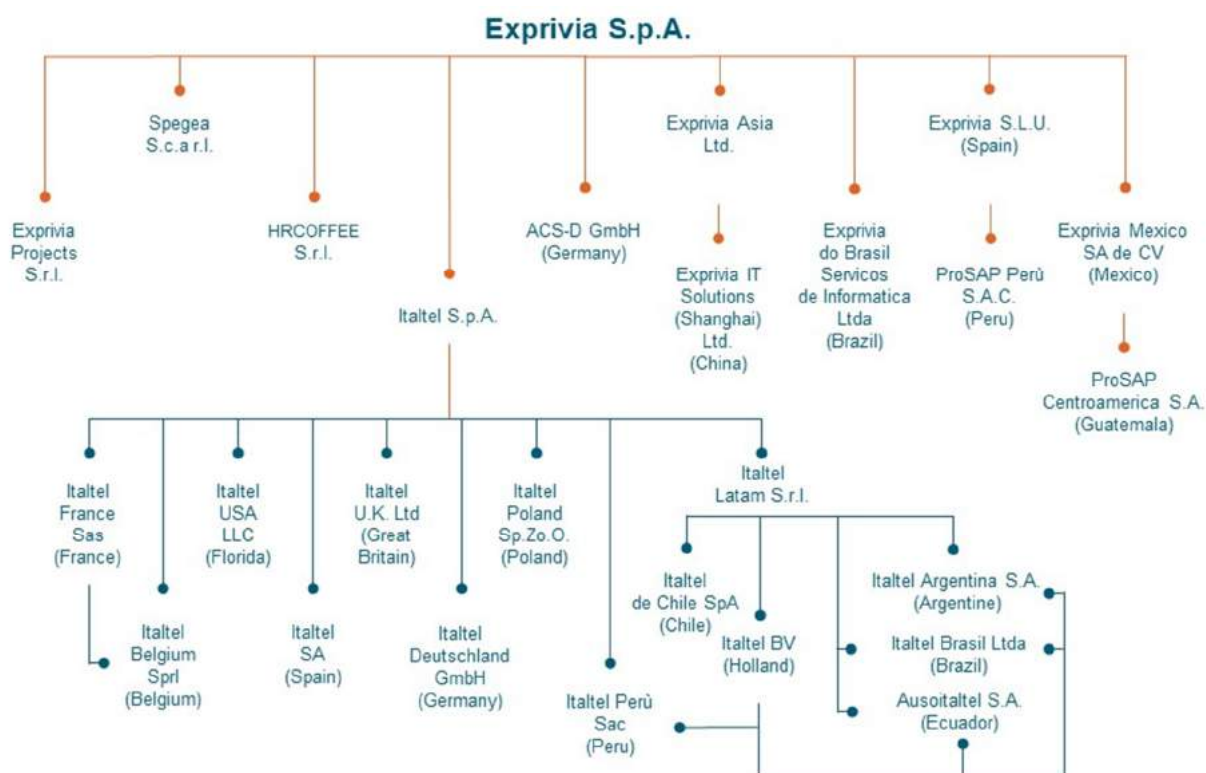 Exprivia S.p.A.
Spegea
S.c.a r.l.
Exprivia Asia
Ltd.
Exprivia S.L.U.
(Spain)
Exprivia
Projects
S.r.l.
HRCOFFEE
S.r.l.
ACS-D GmbH
(Germany)
Exprivia
do Brasil
Servicos
de Informatica
Ltda
(Brazil)
Exprivia Mexico
SA de CV
(Mexico)
Exprivia IT
Solutions
(Shanghai)
Ltd.
(China)
ProSAP Perù
S.A.C.
(Peru)
Italtel S.p.A.
ProSAP
Centroamerica S.A.
(Guatemala)
Italtel
France
Sas
(France)
Italtel
USA
LLC
(Florida)
Italtel
U.K. Ltd
(Great
Britain)
Italtel
Poland
Sp.Zo.O.
(Poland)
Italtel
Latam S.r.l.
Italtel
Belgium
Sprl
(Belgium)
Italtel
SA
(Spain)
Italtel
Deutschland
GmbH
(Germany)
Italtel Perù
Sac
(Peru)
Italtel
de Chile SpA
(Chile)
Italtel BV
(Holland)
Italtel Argentina S.A.
(Argentine)
Italtel Brasil Ltda
(Brazil)
Ausoitaltel S.A.
(Ecuador)